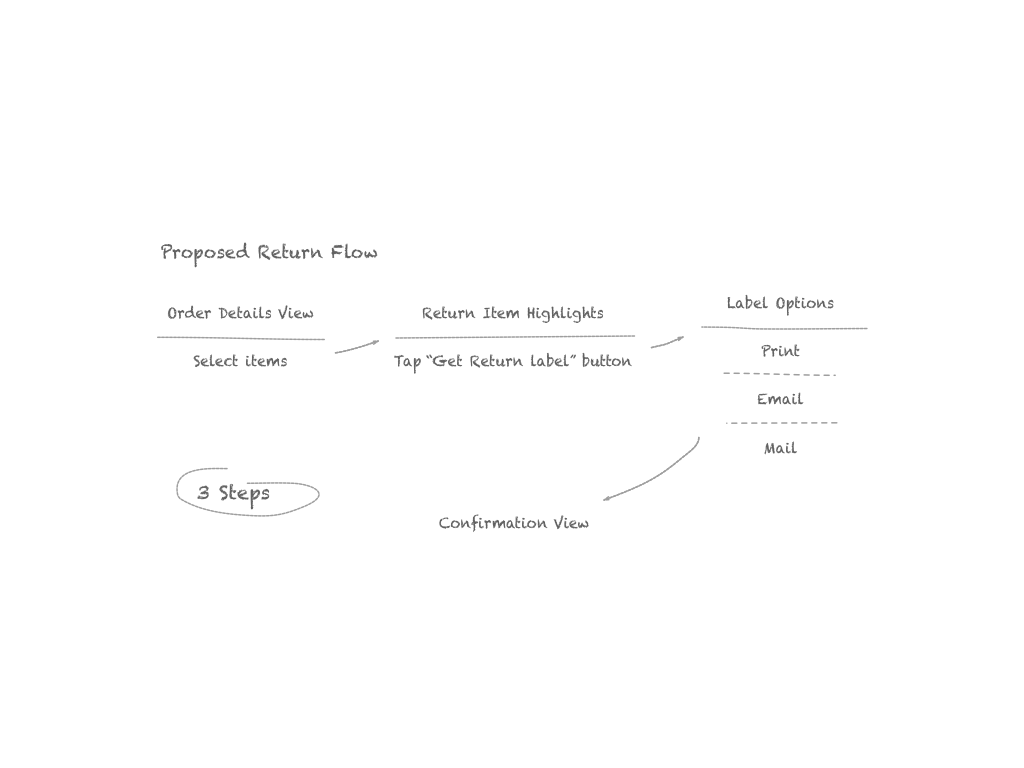 Proposed Return Flow
Order Details View
Select items
Return Item Highlights
Tap “Get Return label” button
Label Options
Print
Email
Mail
3 Steps
Confirmation View